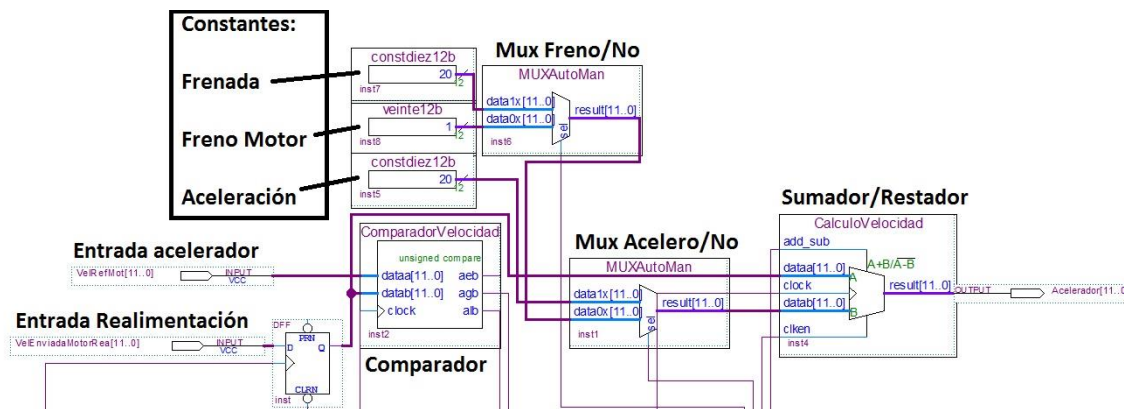 Constantes:
Frenada
Freno Motor
Aceleración
constdiez12b
20
12
inst7
veinte12b
1
12
inst8
constdiez12b
20
12
inst5
Mux Freno/No
MUXAutoMan
data1x[11..0]
data0x[11..0]
result[11..0]
sel
inst6
Entrada acelerador
VelRefMot[11..0]
INPUT
VCC
Entrada Realimentación
VelEnviadaMotorRea[11..0]
INPUT
VCC
DFF
PRN
D
Q
CLRN
inst
ComparadorVelocidad
unsigned compare
dataa[11..0]
aeb
datab[11..0]
agb
clock
alb
inst2
Comparador
Mux Acelero/No
MUXAutoMan
data1x[11..0]
data0x[11..0]
result[11..0]
sel
inst1
Sumador/Restador
CalculoVelocidad
add_sub
A+B/A-B
dataa[11..0]
A
clock
result[11..0]
datab[11..0]
B
clken
inst4
OUTPUT
Acelerador[11..0